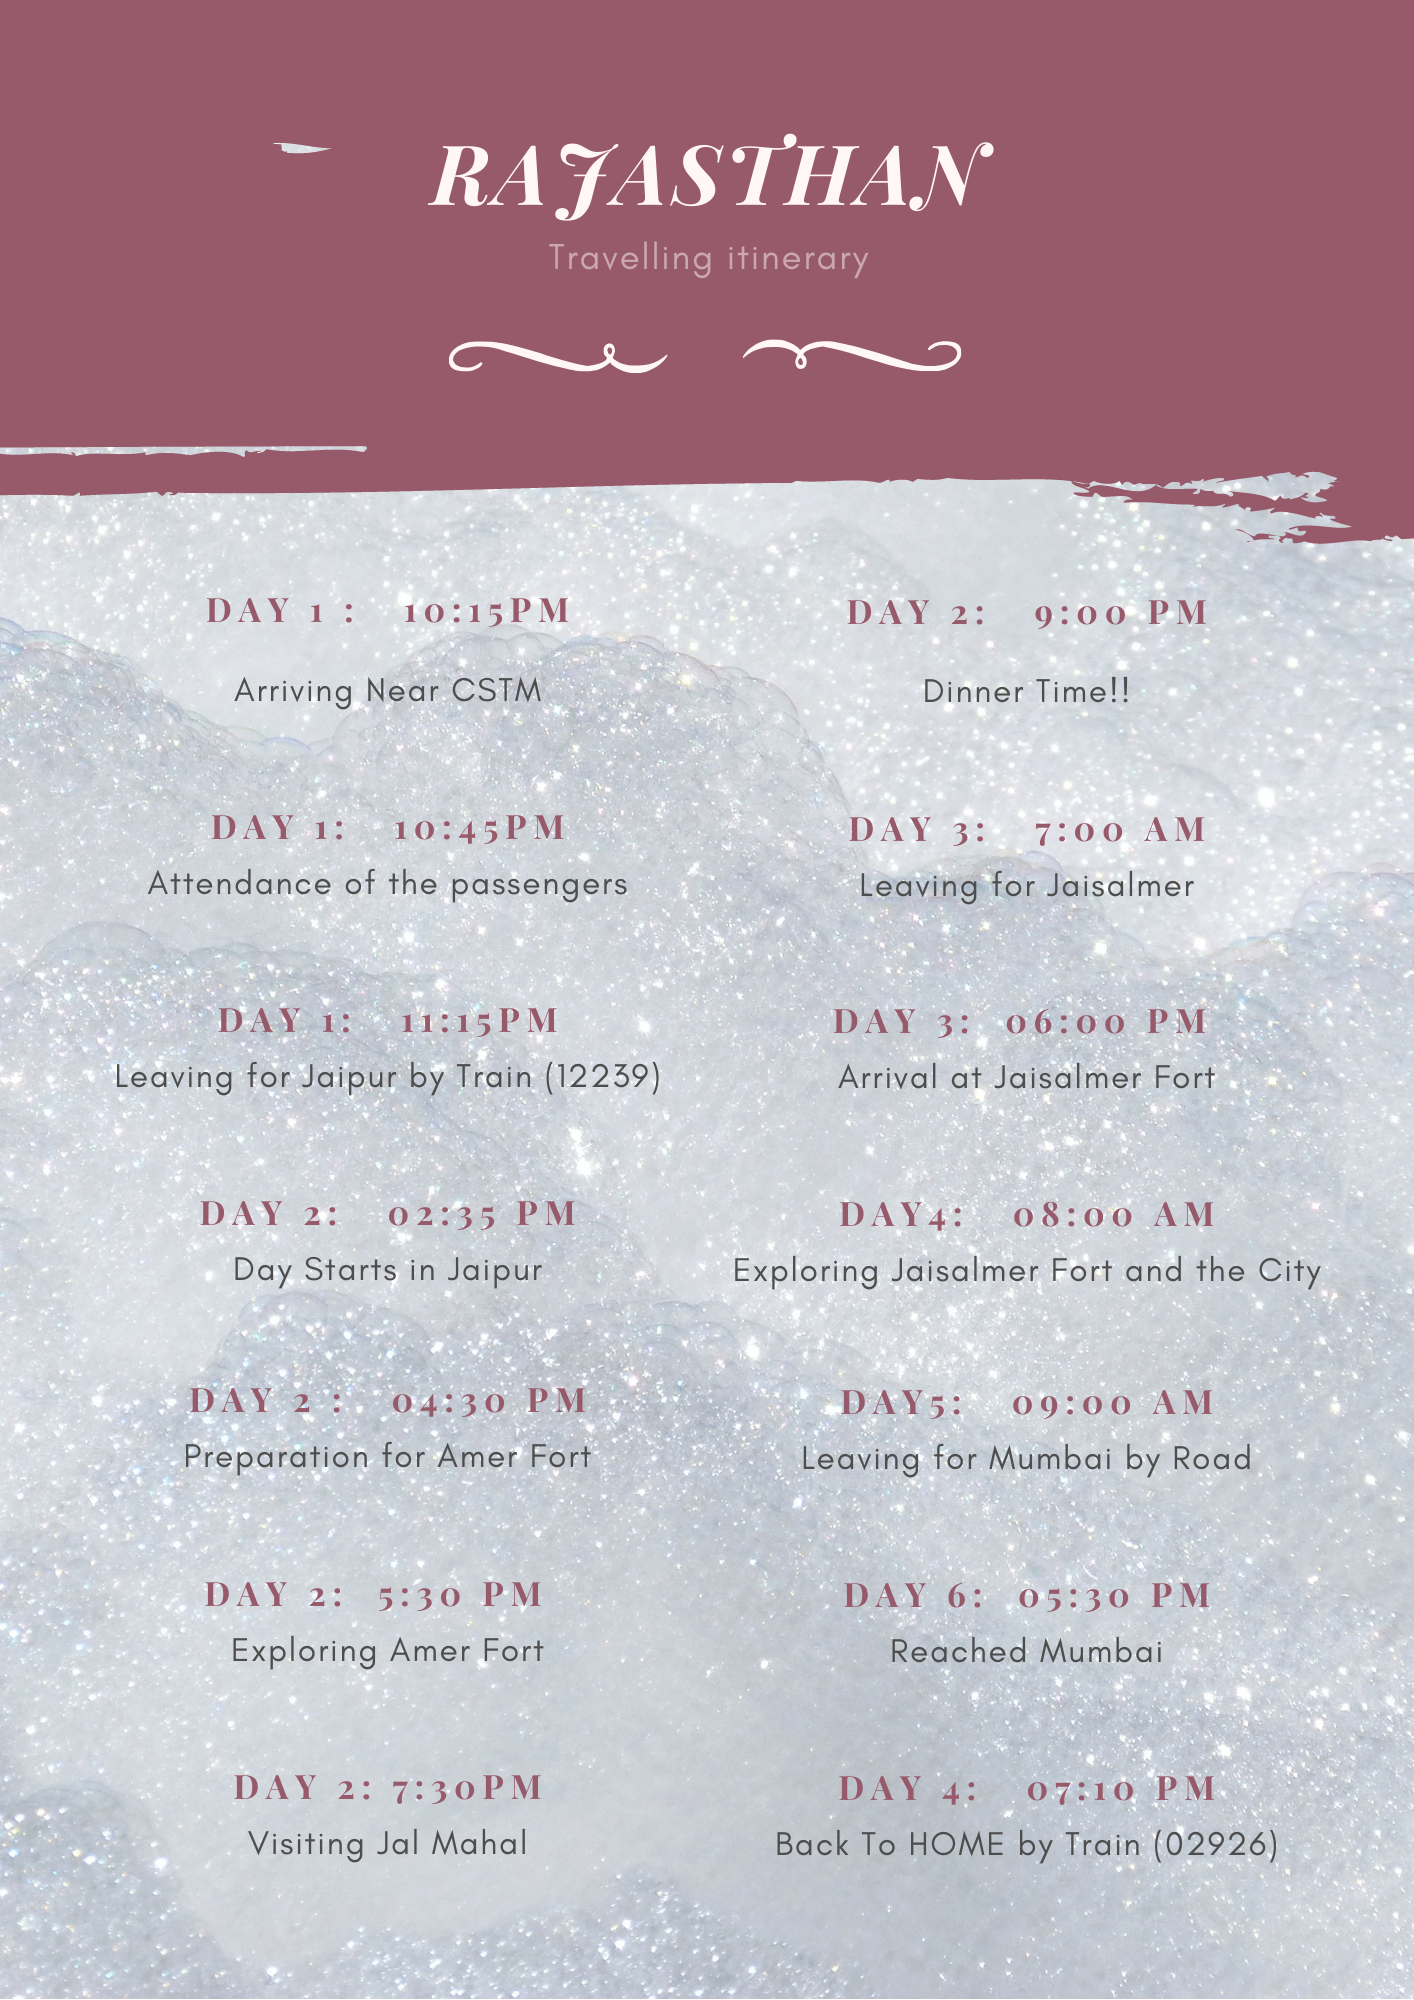 RAJASTHAN
Travelling itinerary
DAY 1 : 10:15PM
Arriving Near CSTM
DAY 1: 10:45PM
Attendance of the passengers
DAY 1: 11:15PM
Leaving for Jaipur by Train (12239)
DAY 2: 02:35 PM
Day Starts in Jaipur
DAY 2 : 04:30 PM
Preparation for Amer Fort
DAY 2: 5:30 PM
Exploring Amer Fort
DAY 2: 7:30PM
Visiting Jal Mahal
DAY 2: 9:00 PM
Dinner Time!!
DAY 3: 7:00 AM
Leaving for Jaisalmer
DAY 3: 06:00 PM
Arrival at Jaisalmer Fort
DAY4: 08:00 AM
Exploring Jaisalmer Fort and the City
DAY5: 09:00 AM
Leaving for Mumbai by Road
DAY 6: 05:30 PM
Reached Mumbai
DAY 4: 07:10 PM
Back To HOME by Train (02926)